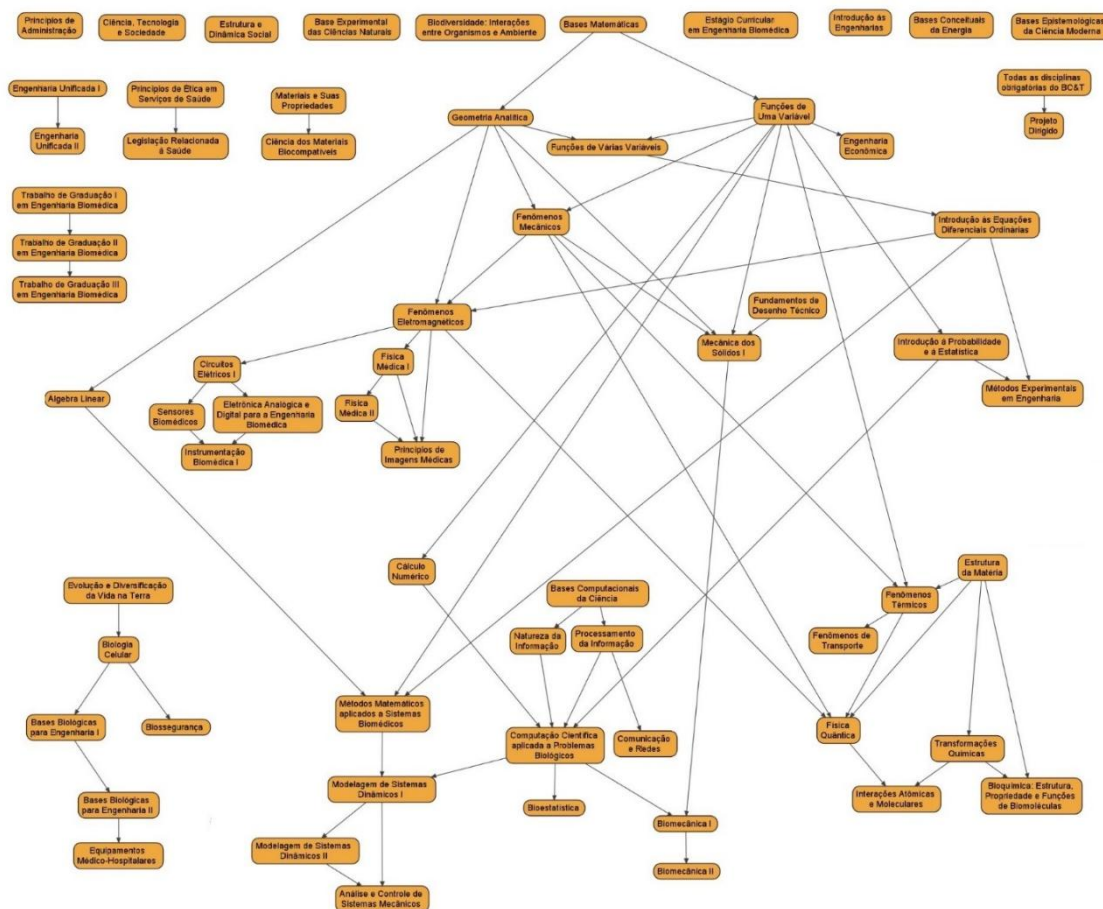 Princípios de
Administração
Ciência, Tecnologia
e Sociedade
Estrutura e
Dinâmica Social
Base Experimental
das Ciências Naturais
Biodiversidade: Interações
entre Organismos e Ambiente
Bases Matemáticas
Estágio Curricular
em Engenharia Biomédica
Introdução às
Engenharias
Bases Conceituais
da Energia
Bases Epistemológicas
da Ciência Moderna
Engenharia Unificada I
Engenharia
Unificada II
Princípios de Ética em
Serviços de Saúde
Legislação Relacionada
à Saúde
Materiais e Suas
Propriedades
Ciência dos Materiais
Biocompatíveis
Geometria Analítica
Funções de
Uma Variável
Funções de Várias Variáveis
Engenharia
Econômica
Todas as disciplinas
obrigatórias do BC&T
Projeto
Dirigido
Trabalho de Graduação I
em Engenharia Biomédica
Trabalho de Graduação II
em Engenharia Biomédica
Trabalho de Graduação III
em Engenharia Biomédica
Fenômenos
Mecânicos
Introdução às Equações
Diferenciais Ordinárias
Fenômenos
Eletromagnéticos
Fundamentos de
Desenho Técnico
Mecânica dos
Sólidos I
Introdução à Probabilidade
e à Estatística
Métodos Experimentais
em Engenharia
Circuitos
Elétricos I
Física
Médica I
Álgebra Linear
Sensores
Biomédicos
Eletrônica Analógica e
Digital para a Engenharia
Biomédica
Física
Médica II
Instrumentação
Biomédica I
Princípios de
Imagens Médicas
Cálculo
Numérico
Bases Computacionais
da Ciência
Natureza da
Informação
Processamento
da Informação
Estrutura
da Matéria
Fenômenos
Térmicos
Fenômenos de
Transporte
Evolução e Diversificação
da Vida na Terra
Biologia
Celular
Bases Biológicas
para Engenharia I
Biossegurança
Bases Biológicas
para Engenharia II
Equipamentos
Médico-Hospitalares
Métodos Matemáticos
aplicados a Sistemas
Biomédicos
Computação Científica
aplicada a Problemas
Biológicos
Comunicação
e Redes
Física
Quântica
Transformações
Químicas
Modelagem de Sistemas
Dinâmicos I
Bioestatística
Interações Atômicas
e Moleculares
Bioquímica: Estrutura,
Propriedade e Funções
de Biomoléculas
Biomecânica I
Modelagem de Sistemas
Dinâmicos II
Biomecânica II
Análise e Controle de
Sistemas Mecânicos